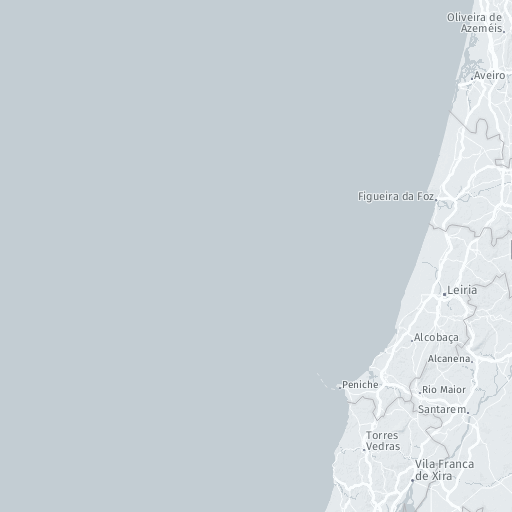 Oliveira de
Azeméis
Aveiro
Figueira da Foz
Leiria
Alcobaça
Alcanena
Peniche
Rio Maior
Santarem
Torres
Vedras
Vila Franca
de Xira